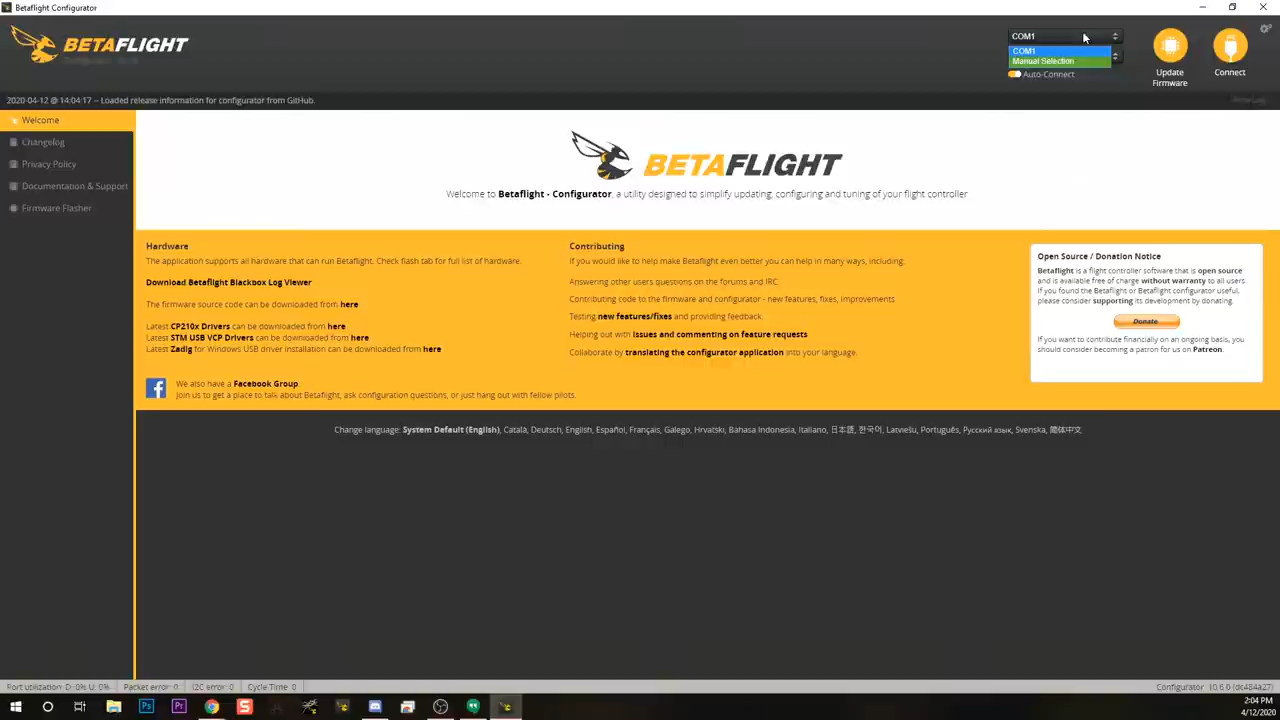 Betaflight Configurator
BETAFLIGHT
COM1
COM1
Manual Selection
Auto-Connect
Update
Firmware
Connect
2020-04-12 @ 14:04:17 -- Loaded release information for configurator from GitHub.
Welcome
Changelog
Privacy Policy
Documentation & Support
Firmware Flasher
BETAFLIGHT
Welcome to Betaflight - Configurator, a utility designed to simplify updating, configuring and tuning of your flight controller
Hardware
The application supports all hardware that can run Betaflight. Check flash tab for full list of hardware.
Download Betaflight Blackbox Log Viewer
The firmware source code can be downloaded from here
Latest CP210x Drivers can be downloaded from here
Latest STM USB VCP Drivers can be downloaded from here
Latest Zadig for Windows USB driver installation can be downloaded from here
We also have a Facebook Group.
Join us to get a place to talk about Betaflight, ask configuration questions, or just hang out with fellow pilots.
Contributing
If you would like to help make Betaflight even better you can help in many ways, including:
Answering other users questions on the forums and IRC.
Contributing code to the firmware and configurator - new features, fixes, improvements
Testing new features/fixes and providing feedback.
Helping out with issues and commenting on feature requests
Collaborate by translating the configurator application into your language.
Open Source / Donation Notice
Betaflight is a flight controller software that is open source
and is available free of charge without warranty to all users.
If you found the Betaflight or Betaflight configurator useful,
please consider supporting its development by donating.
Donate
If you want to contribute financially on an ongoing basis, you
should consider becoming a patron for us on Patreon.
Change language: System Default (English), Català, Deutsch, English, Español, Français, Galego, Hrvatski, Bahasa Indonesia, Italiano, 日本語, 한국어, Latviešu, Português, Русский язык, Svenska, 简体中文
Port utilization: D: 0% U: 0%
Packet error: 0
I2C error: 0
Cycle Time: 0
Configurator: 10.6.0 (dc484a27)
2:04 PM
4/12/2020